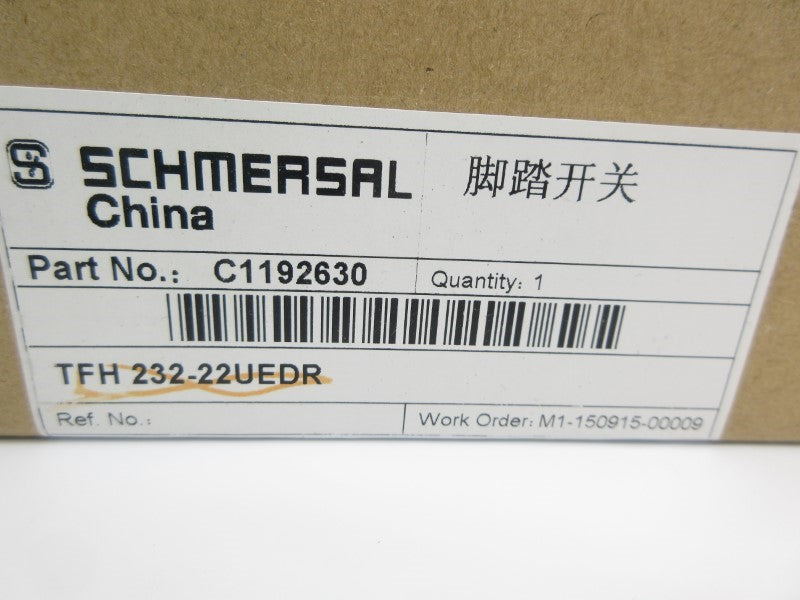 SCHMERSAL
China
脚踏开关
Part No.: C1192630
Quantity: 1
TFH 232-22UEDR
Ref. No.:
Work Order: M1-150915-00009